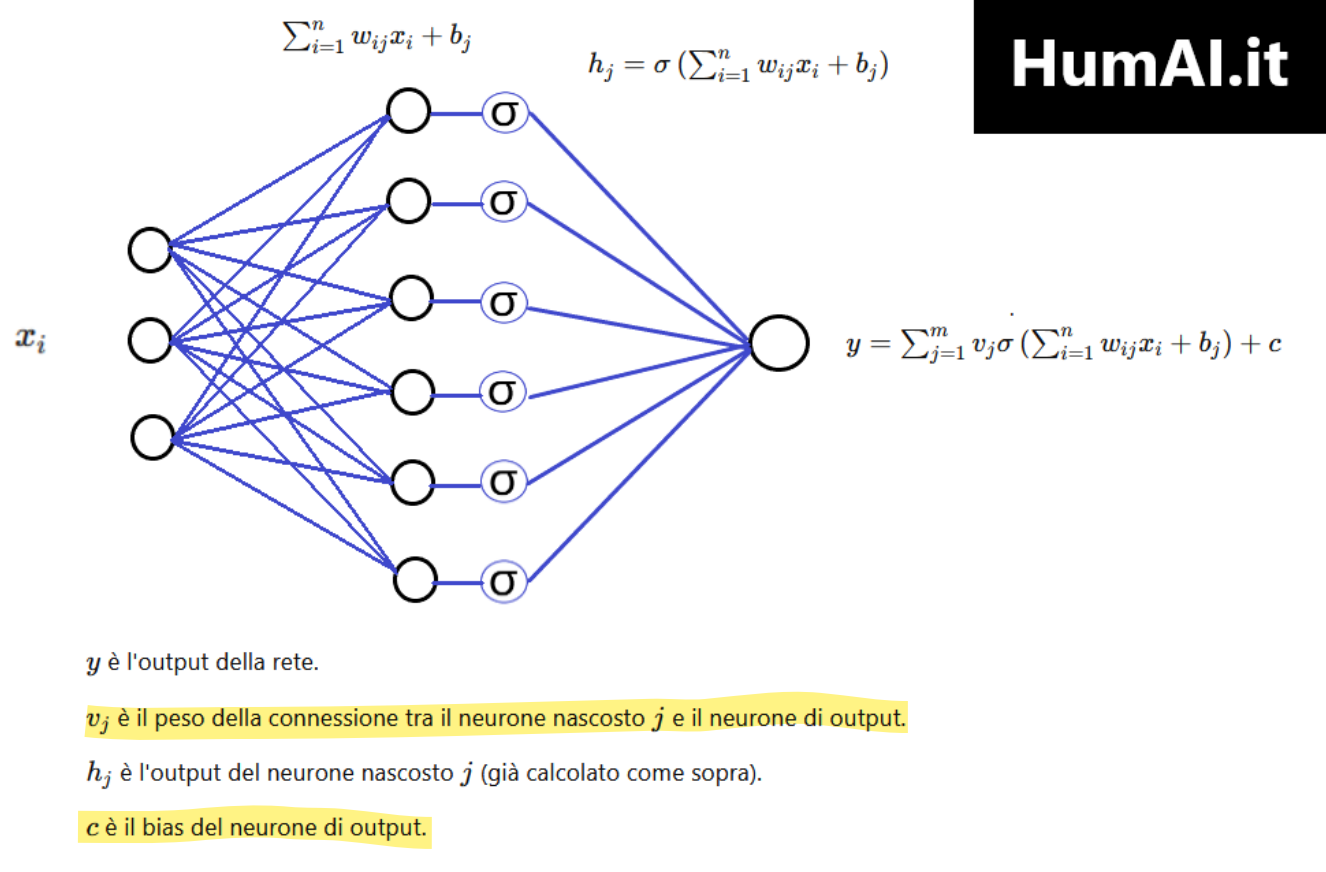 ∑ⁿᵢ₌₁ wᵢⱼxᵢ + bⱼ
hⱼ = σ (∑ⁿᵢ₌₁ wᵢⱼxᵢ + bⱼ)
HumAI.it
σ
σ
σ
σ
σ
σ
xᵢ
y = ∑ᵐⱼ₌₁ vⱼσ (∑ⁿᵢ₌₁ wᵢⱼxᵢ + bⱼ) + c
y è l'output della rete.
vⱼ è il peso della connessione tra il neurone nascosto j e il neurone di output.
hⱼ è l'output del neurone nascosto j (già calcolato come sopra).
c è il bias del neurone di output.